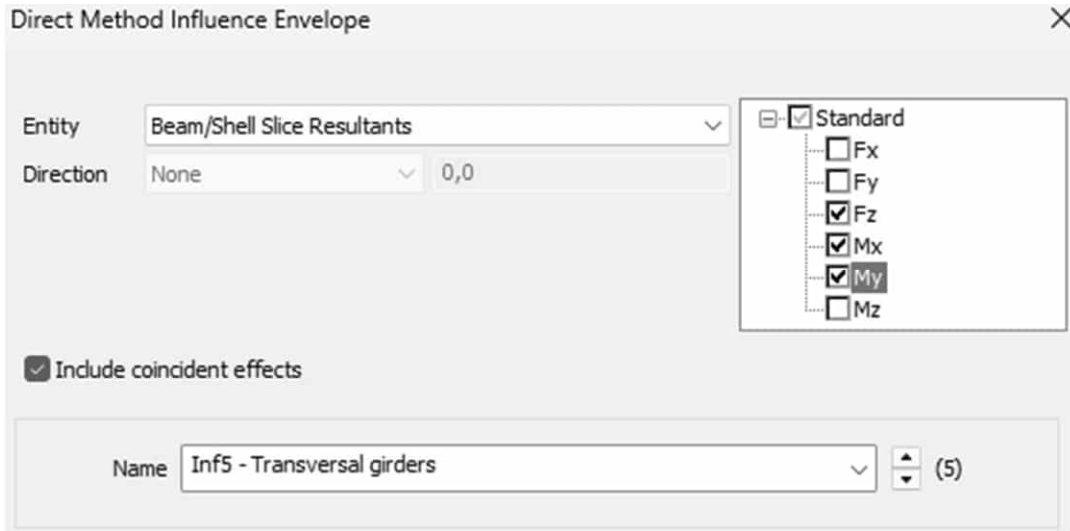 Direct Method Influence Envelope
Entity Beam/Shell Slice Resultants
Direction None 0,0
Standard
Fx
Fy
Fz
Mx
My
Mz
Include coincident effects
Name Inf5 - Transversal girders (5)